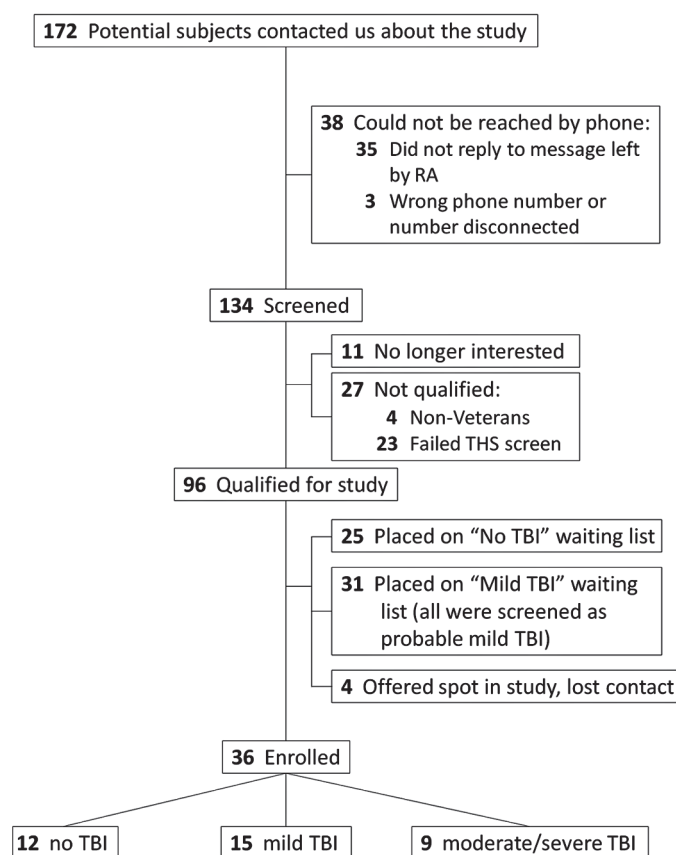 172 Potential subjects contacted us about the study
38 Could not be reached by phone:
35 Did not reply to message left
by RA
3 Wrong phone number or
number disconnected
134 Screened
11 No longer interested
27 Not qualified:
4 Non-Veterans
23 Failed THS screen
96 Qualified for study
25 Placed on “No TBI” waiting list
31 Placed on “Mild TBI” waiting
list (all were screened as
probable mild TBI)
4 Offered spot in study, lost contact
36 Enrolled
12 no TBI
15 mild TBI
9 moderate/severe TBI